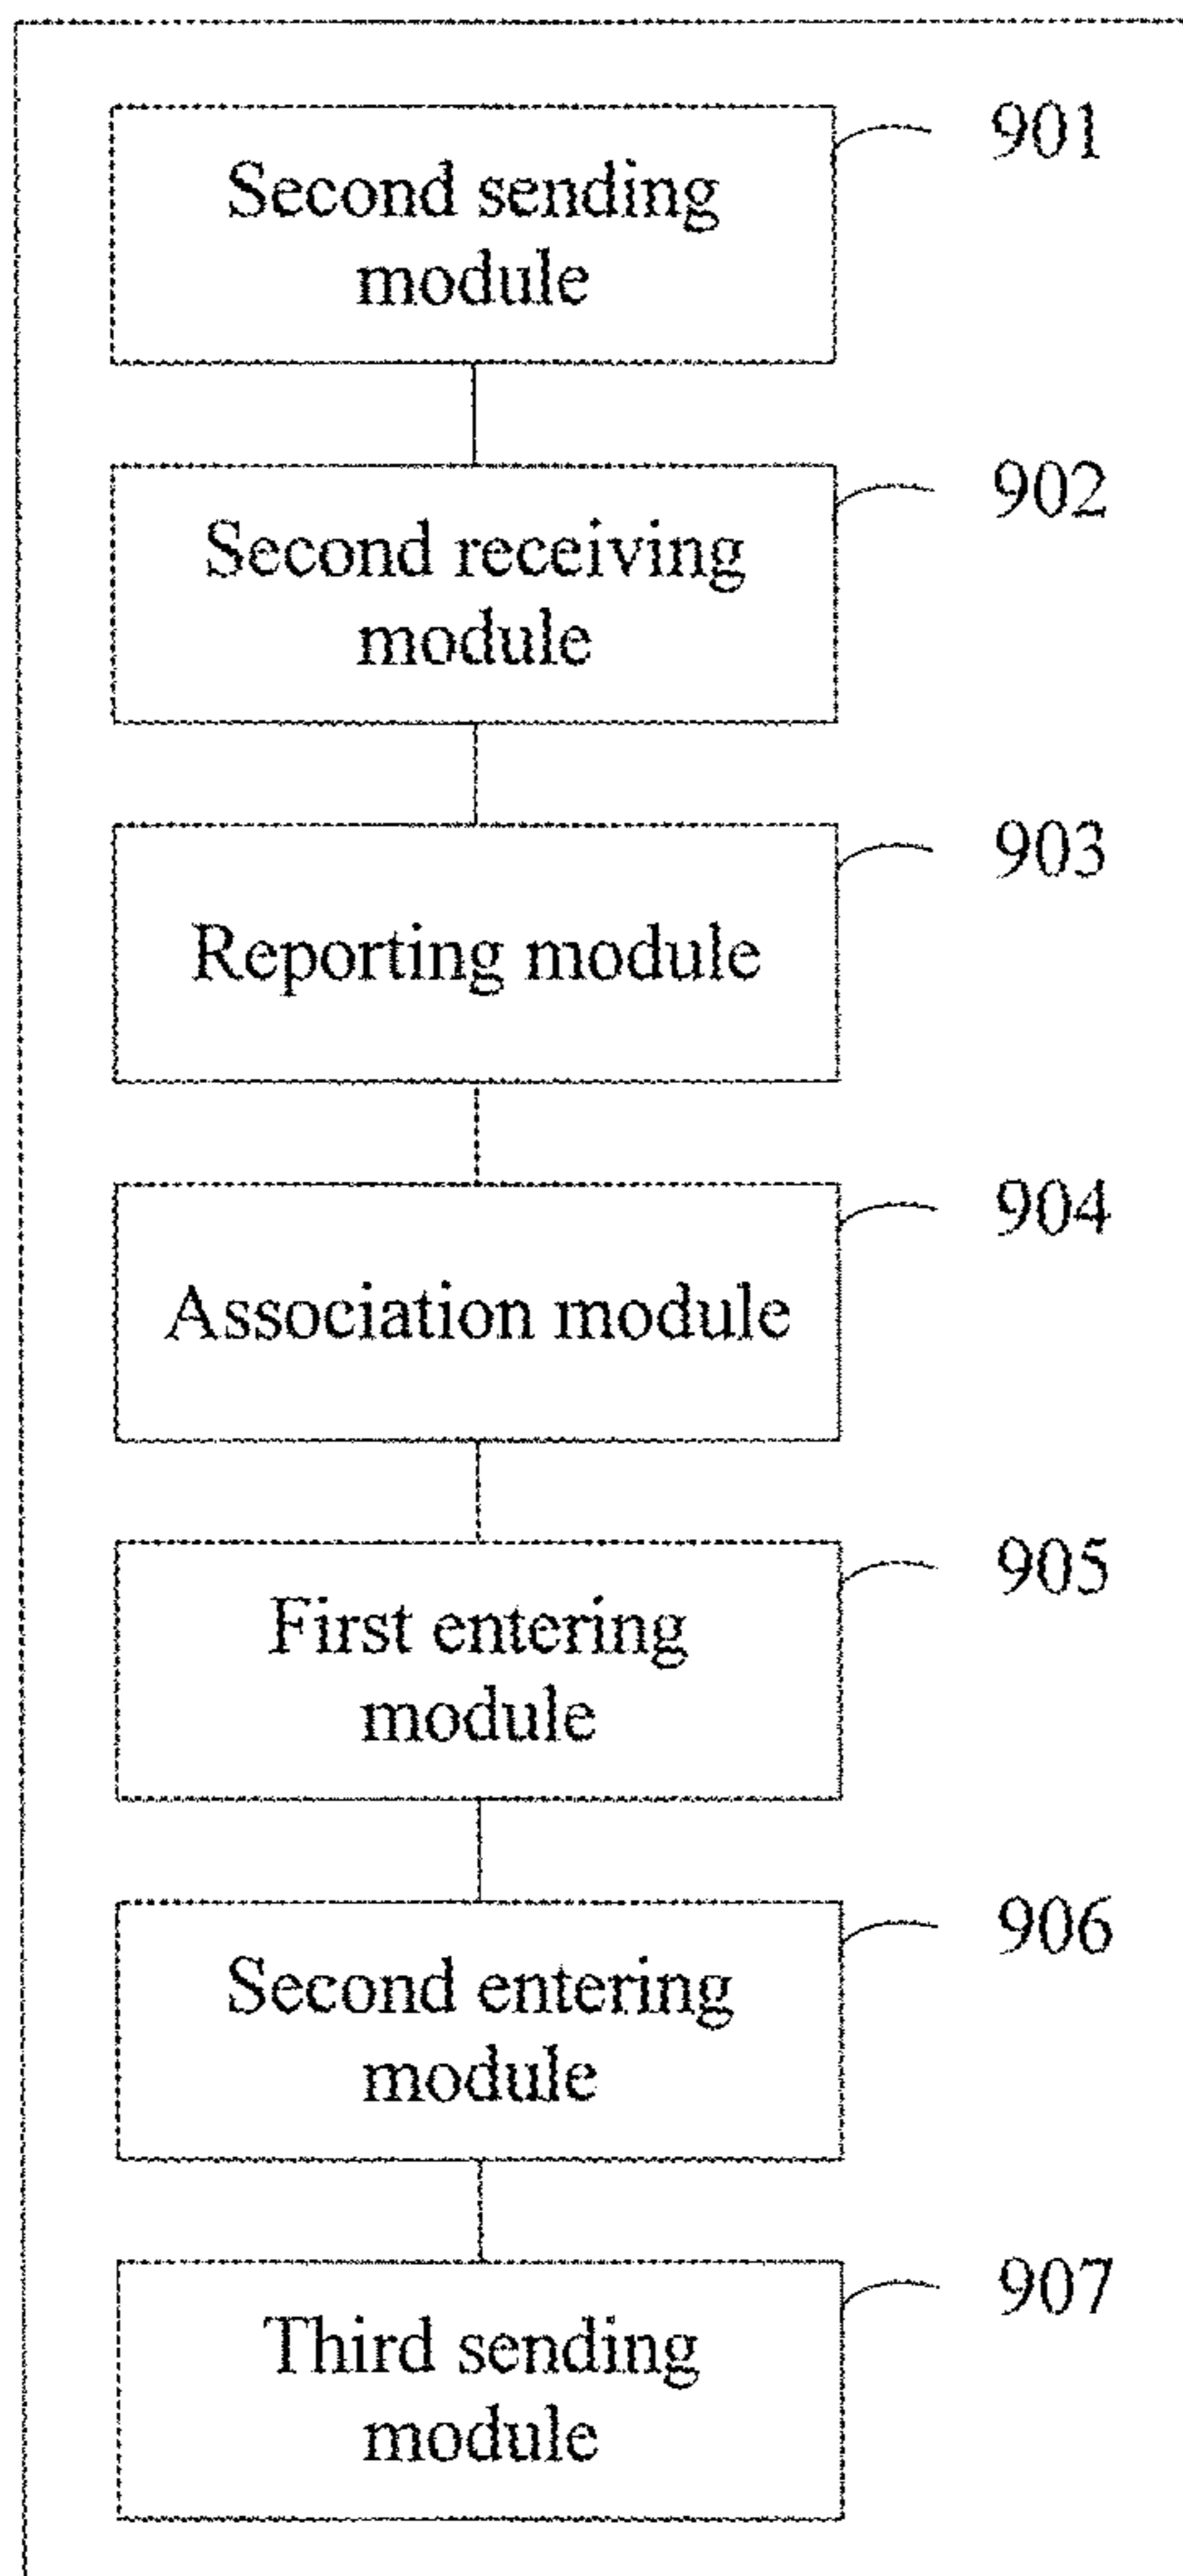 901
Second sending
module
902
Second receiving
module
903
Reporting module
904
Association module
905
First entering
module
906
Second entering
module
907
Third sending
module